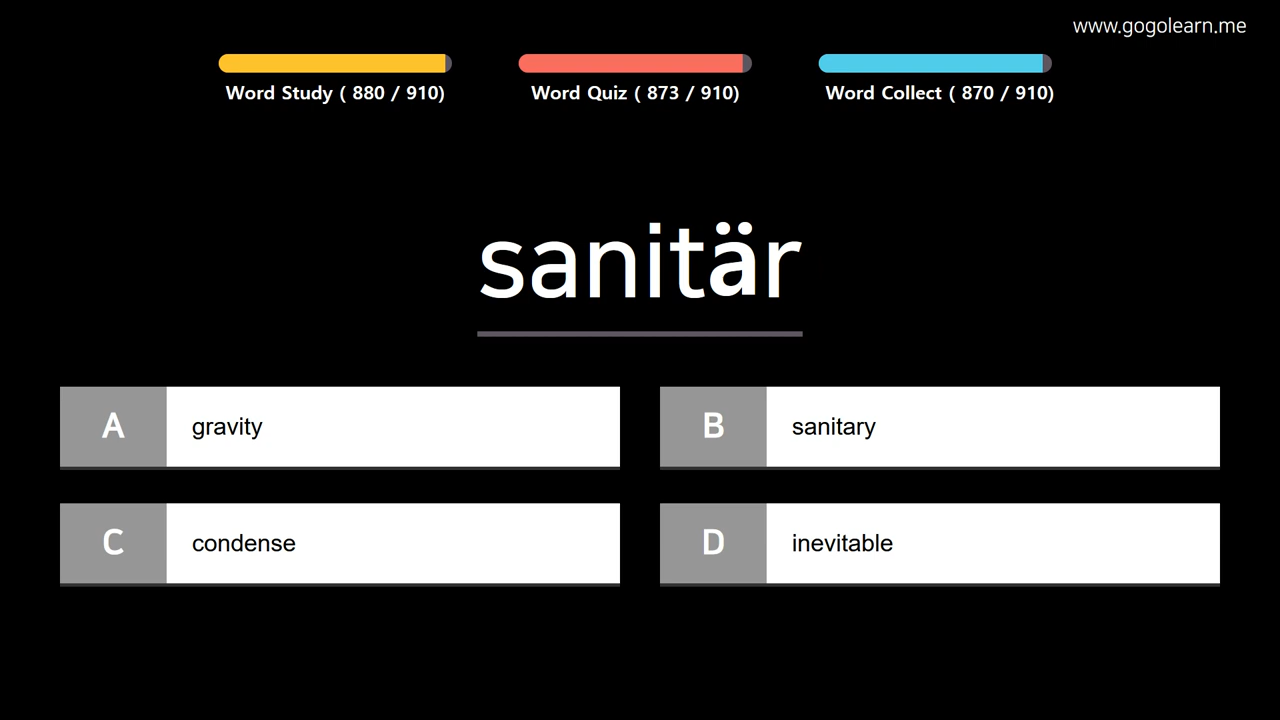 www.gogolearn.me
Word Study ( 880 / 910)
Word Quiz ( 873 / 910)
Word Collect ( 870 / 910)
sanitär
A gravity
B sanitary
C condense
D inevitable